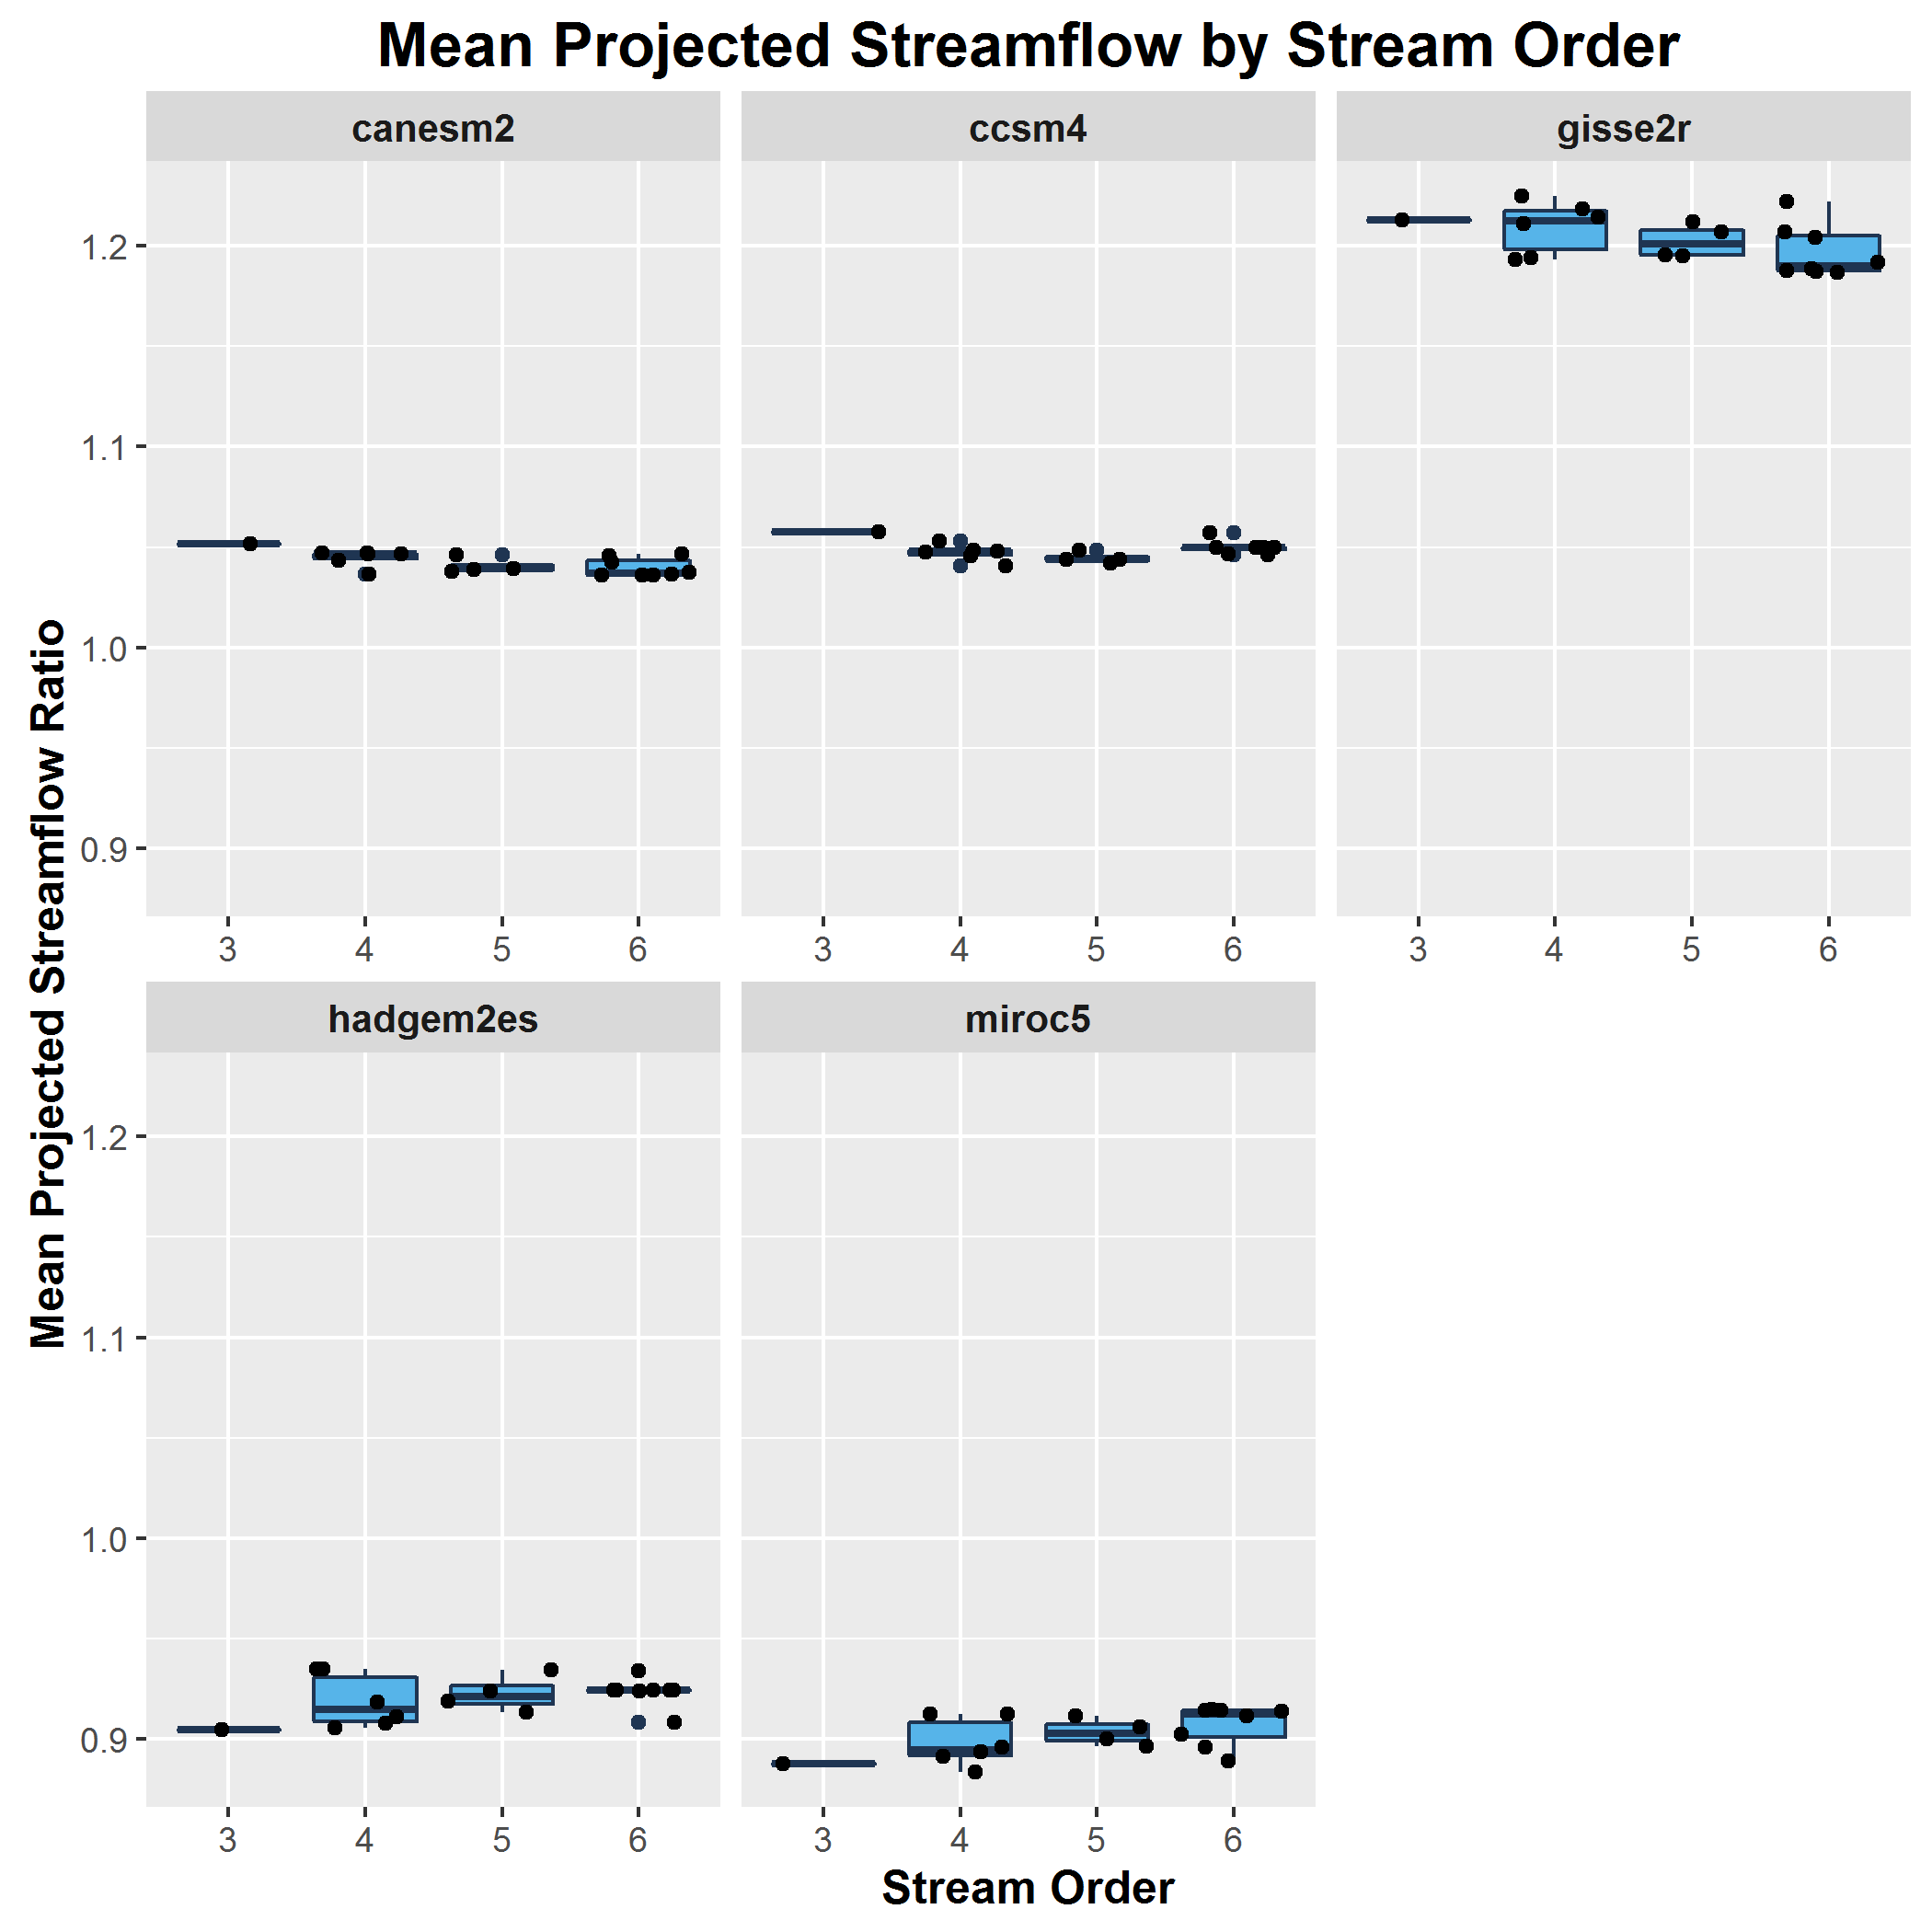 Mean Projected Streamflow by Stream Order
canesm2
ccsm4
gisse2r
1.2
1.1
1.0
0.9
3 4 5 6
3 4 5 6
3 4 5 6
Mean Projected Streamflow Ratio
hadgem2es
miroc5
1.2
1.1
1.0
0.9
3 4 5 6
3 4 5 6
Stream Order